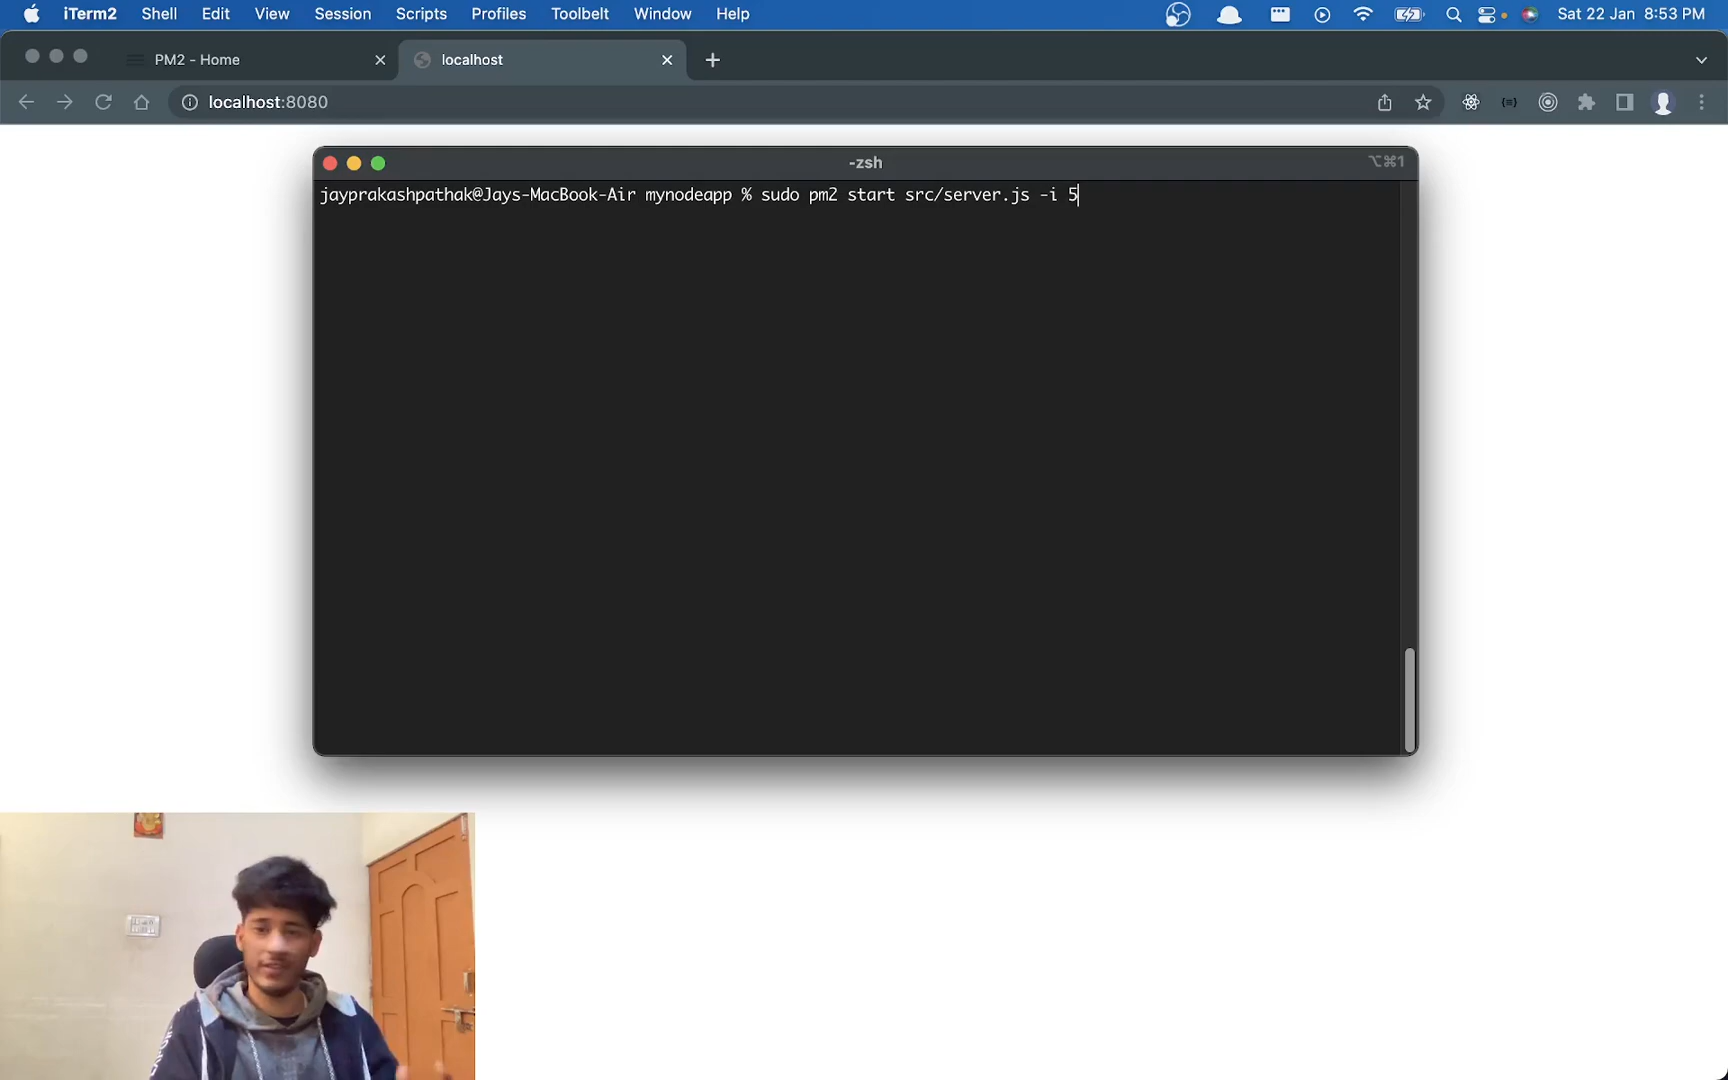 iTerm2 Shell Edit View Session Scripts Profiles Toolbelt Window Help Sat 22 Jan 8:53 PM
PM2 - Home localhost
localhost:8080
-zsh ⌥⌘1
jayprakashpathak@Jays-MacBook-Air mynodeapp % sudo pm2 start src/server.js -i 5